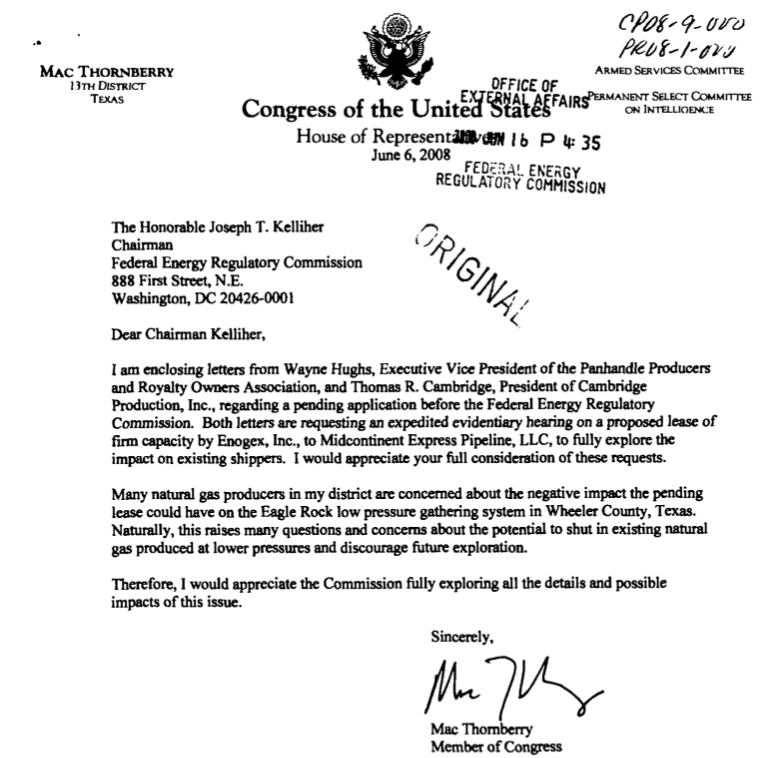 CP08-9-000
PR08-1-000
MAC THORNBERRY
13TH DISTRICT
TEXAS
ARMED SERVICES COMMITTEE
PERMANENT SELECT COMMITTEE
ON INTELLIGENCE
OFFICE OF
EXTERNAL AFFAIRS
Congress of the United States
House of Representatives
JUN 16 P 4:35
June 6, 2008
FEDERAL ENERGY
REGULATORY COMMISSION
ORIGINAL
The Honorable Joseph T. Kelliher
Chairman
Federal Energy Regulatory Commission
888 First Street, N.E.
Washington, DC 20426-0001
Dear Chairman Kelliher,
I am enclosing letters from Wayne Hughs, Executive Vice President of the Panhandle Producers
and Royalty Owners Association, and Thomas R. Cambridge, President of Cambridge
Production, Inc., regarding a pending application before the Federal Energy Regulatory
Commission. Both letters are requesting an expedited evidentiary hearing on a proposed lease of
firm capacity by Enogex, Inc., to Midcontinent Express Pipeline, LLC, to fully explore the
impact on existing shippers. I would appreciate your full consideration of these requests.
Many natural gas producers in my district are concerned about the negative impact the pending
lease could have on the Eagle Rock low pressure gathering system in Wheeler County, Texas.
Naturally, this raises many questions and concerns about the potential to shut in existing natural
gas produced at lower pressures and discourage future exploration.
Therefore, I would appreciate the Commission fully exploring all the details and possible
impacts of this issue.
Sincerely,
Mac Thornberry
Member of Congress